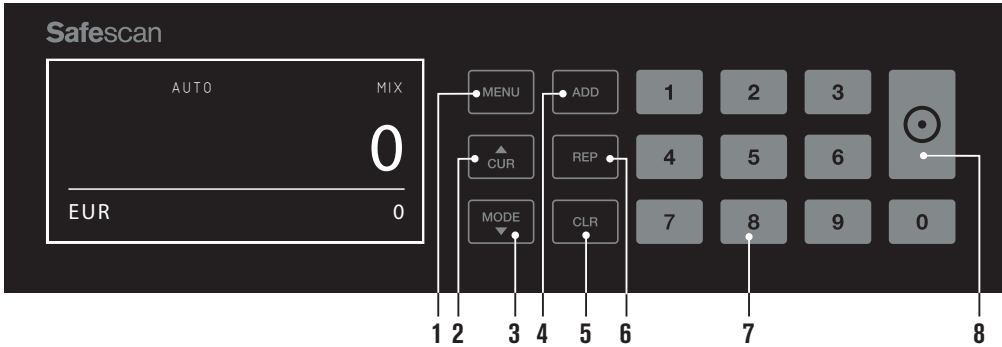 Safescan
AUTO MIX
0
EUR 0
MENU ADD 1 2 3
CUR REP 4 5 6
MODE CLR 7 8 9 0
1 2 3 4 5 6 7 8